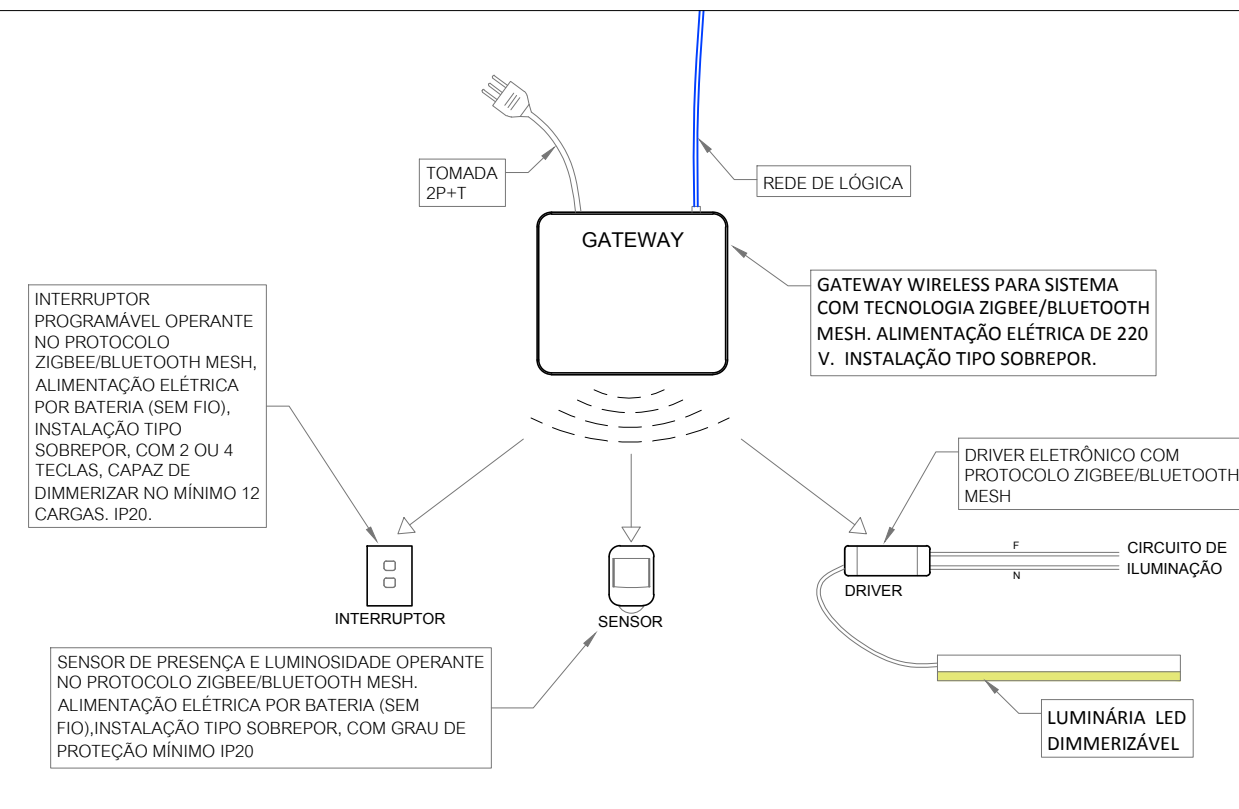 TOMADA
2P+T
REDE DE LÓGICA
GATEWAY
GATEWAY WIRELESS PARA SISTEMA
COM TECNOLOGIA ZIGBEE/BLUETOOTH
MESH. ALIMENTAÇÃO ELÉTRICA DE 220
V. INSTALAÇÃO TIPO SOBREPOR.
INTERRUPTOR
PROGRAMÁVEL OPERANTE
NO PROTOCOLO
ZIGBEE/BLUETOOTH MESH,
ALIMENTAÇÃO ELÉTRICA
POR BATERIA (SEM FIO),
INSTALAÇÃO TIPO
SOBREPOR, COM 2 OU 4
TECLAS, CAPAZ DE
DIMMERIZAR NO MÍNIMO 12
CARGAS. IP20.
DRIVER ELETRÔNICO COM
PROTOCOLO ZIGBEE/BLUETOOTH
MESH
INTERRUPTOR
SENSOR
DRIVER
F
N
CIRCUITO DE
ILUMINAÇÃO
SENSOR DE PRESENÇA E LUMINOSIDADE OPERANTE
NO PROTOCOLO ZIGBEE/BLUETOOTH MESH.
ALIMENTAÇÃO ELÉTRICA POR BATERIA (SEM
FIO),INSTALAÇÃO TIPO SOBREPOR, COM GRAU DE
PROTEÇÃO MÍNIMO IP20
LUMINÁRIA LED
DIMMERIZÁVEL